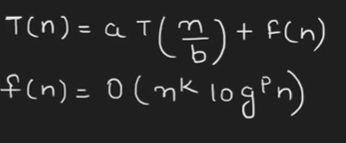 T(n) = a T(n/b) + f(n)
f(n) = O(n^k log^p n)